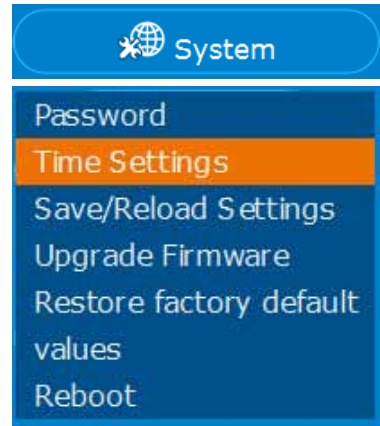 System
Password
Time Settings
Save/Reload Settings
Upgrade Firmware
Restore factory default
values
Reboot